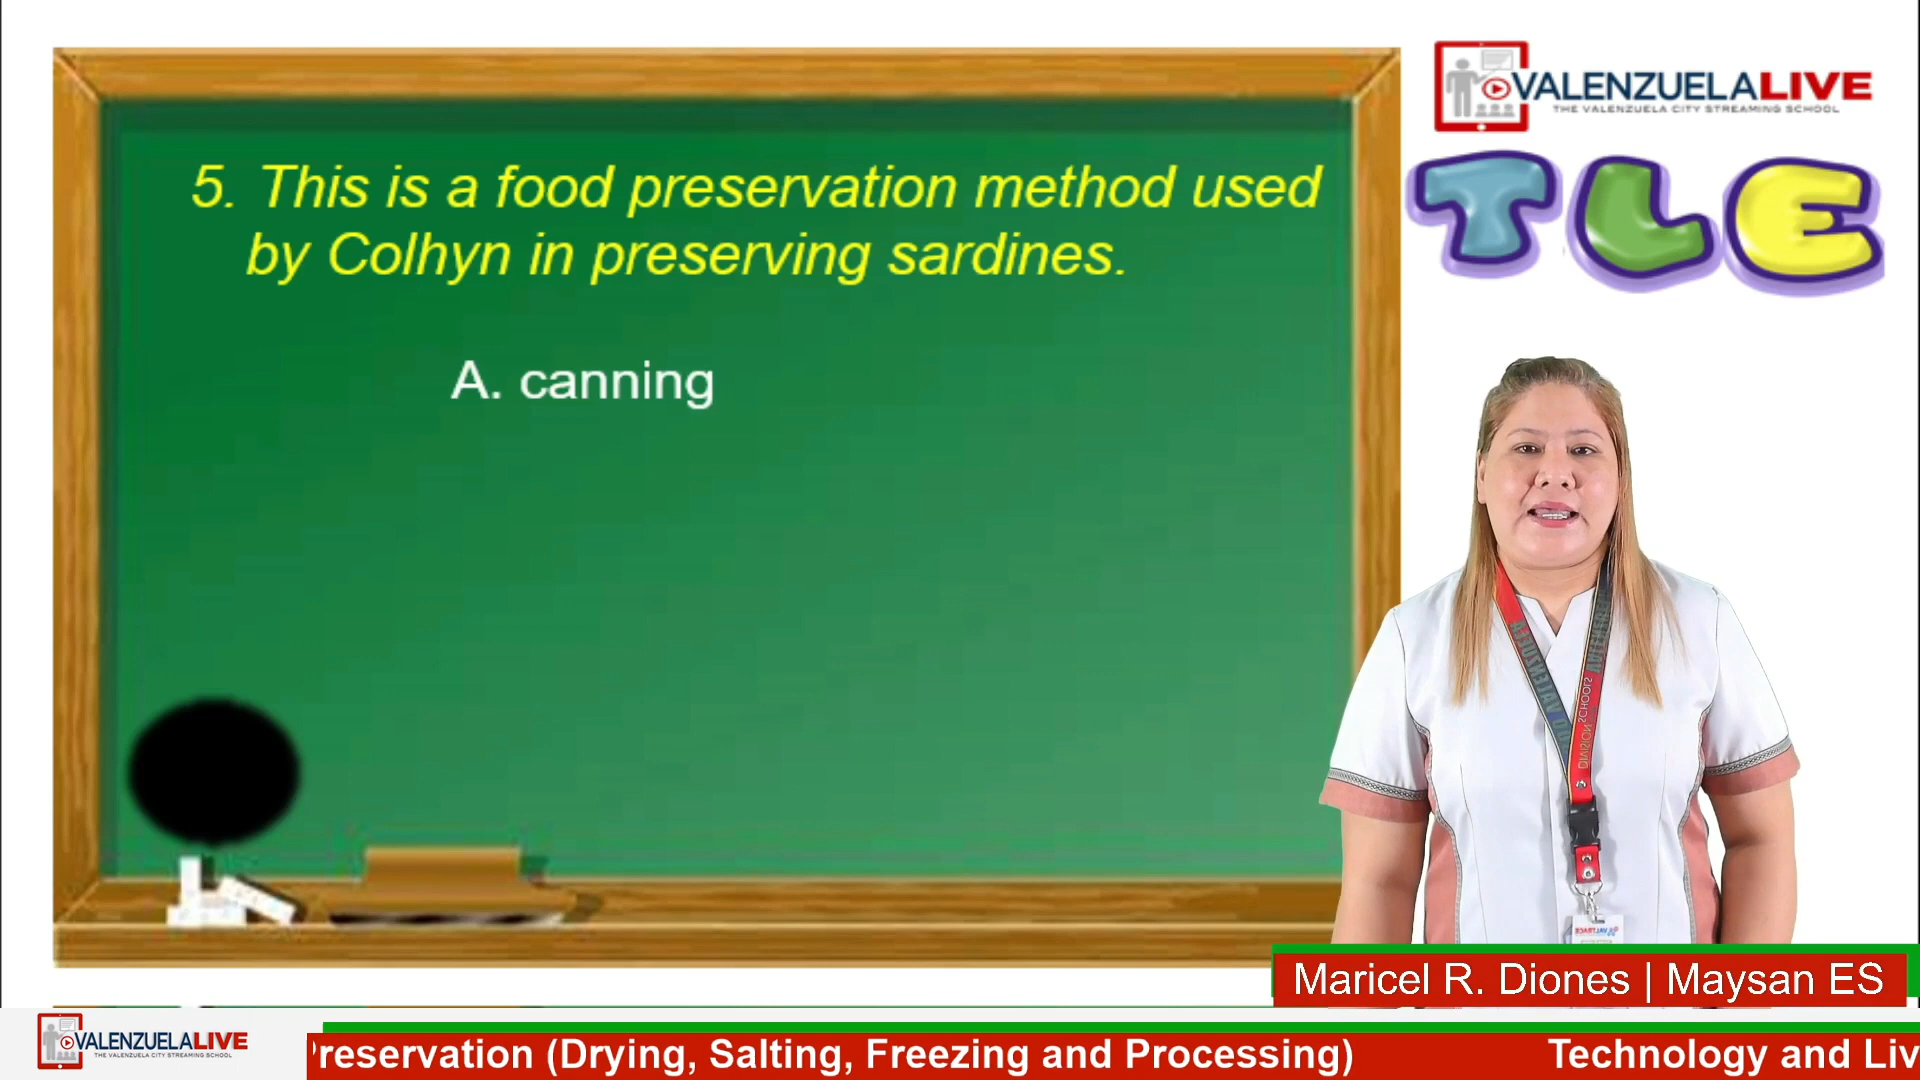 5. This is a food preservation method used
by Colhyn in preserving sardines.
A. canning
VALENZUELALIVE
THE VALENZUELA CITY STREAMING SCHOOL
TLE
DIVISION SCHOOLS
Maricel R. Diones | Maysan ES
VALENZUELALIVE
THE VALENZUELA CITY STREAMING SCHOOL
reservation (Drying, Salting, Freezing and Processing)
Technology and Liv